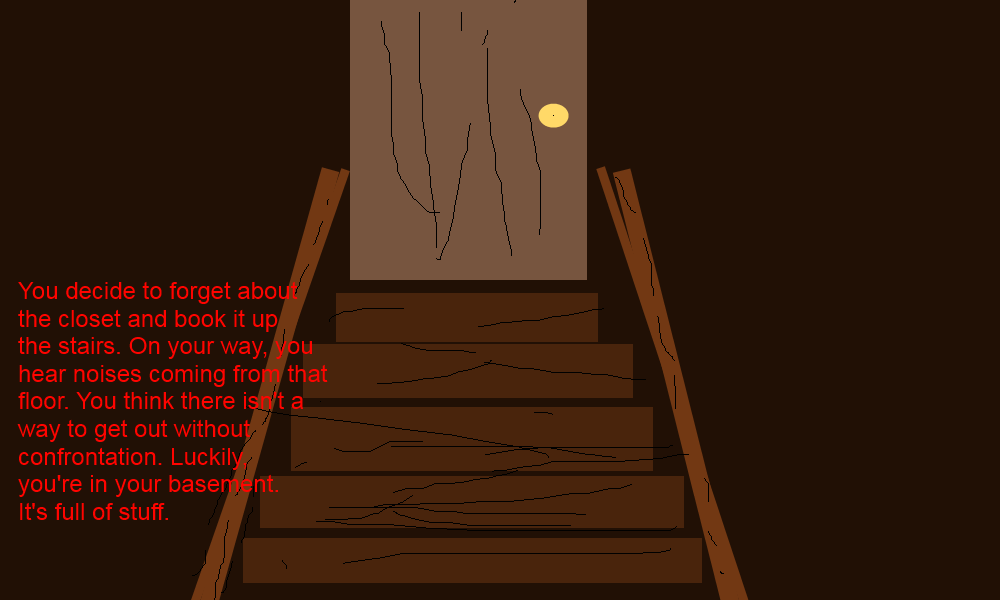 You decide to forget about
the closet and book it up
the stairs. On your way, you
hear noises coming from that
floor. You think there isn't a
way to get out without
confrontation. Luckily
you're in your basement.
It's full of stuff.